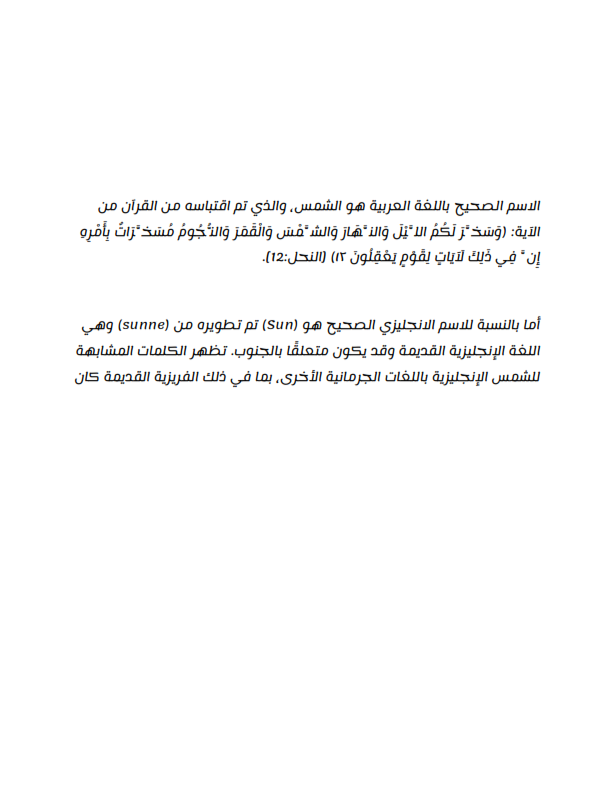 الاسم الصحيح باللغة العربية هو الشمس، والذي تم اقتباسه من القرآن من
الآية: (وَسَخَّرَ لَكُمُ اللَّيْلَ وَالنَّهَارَ وَالشَّمْسَ وَالْقَمَرَ وَالنُّجُومُ مُسَخَّرَاتٌ بِأَمْرِهِ
إِنَّ فِي ذَلِكَ لَآيَاتٍ لِقَوْمٍ يَعْقِلُونَ ١٢) (النحل:12).
أما بالنسبة للاسم الانجليزي الصحيح هو (Sun) تم تطويره من (sunne) وهي
اللغة الإنجليزية القديمة وقد يكون متعلقًا بالجنوب. تظهر الكلمات المشابهة
للشمس الإنجليزية باللغات الجرمانية الأخرى، بما في ذلك الفريزية القديمة كان